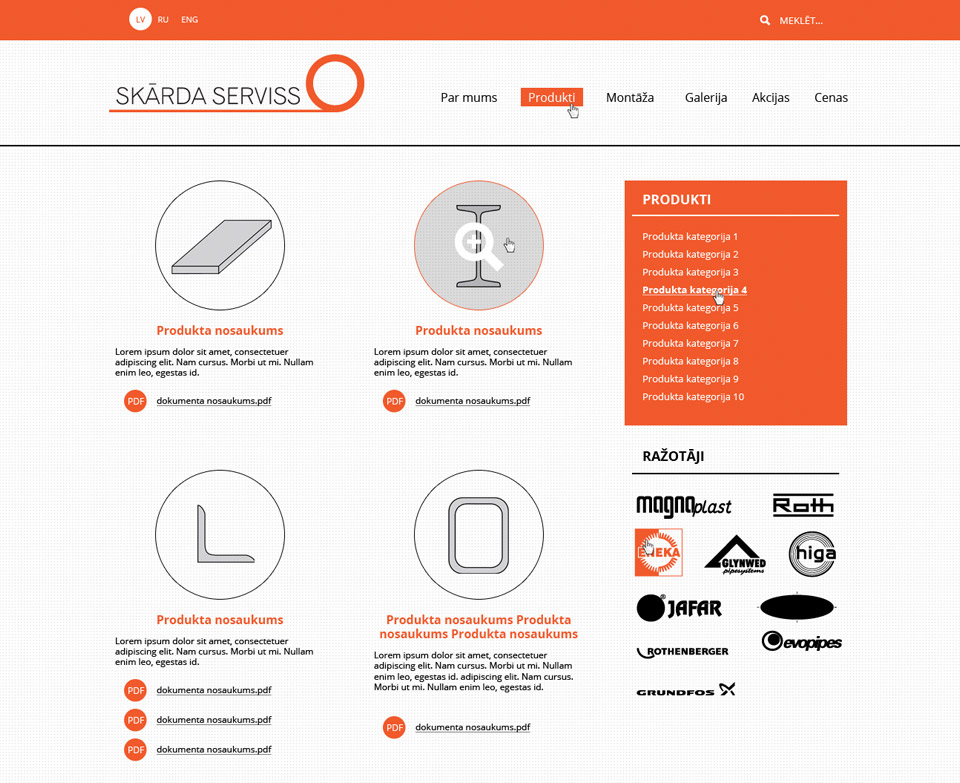 LV RU ENG
MEKLĒT...
SKĀRDA SERVISS
Par mums Produkti Montāža Galerija Akcijas Cenas
Produkta nosaukums
Lorem ipsum dolor sit amet, consectetuer
adipiscing elit. Nam cursus. Morbi ut mi. Nullam
enim leo, egestas id.
PDF dokumenta nosaukums.pdf
Produkta nosaukums
Lorem ipsum dolor sit amet, consectetuer
adipiscing elit. Nam cursus. Morbi ut mi. Nullam
enim leo, egestas id.
PDF dokumenta nosaukums.pdf
Produkta nosaukums
Lorem ipsum dolor sit amet, consectetuer
adipiscing elit. Nam cursus. Morbi ut mi. Nullam
enim leo, egestas id.
PDF dokumenta nosaukums.pdf
PDF dokumenta nosaukums.pdf
PDF dokumenta nosaukums.pdf
Produkta nosaukums Produkta
nosaukums Produkta nosaukums
Lorem ipsum dolor sit amet, consectetuer
adipiscing elit. Nam cursus. Morbi ut mi. Nullam
enim leo, egestas id. adipiscing elit. Nam cursus.
Morbi ut mi. Nullam enim leo, egestas id.
PDF dokumenta nosaukums.pdf
PRODUKTI
Produkta kategorija 1
Produkta kategorija 2
Produkta kategorija 3
Produkta kategorija 4
Produkta kategorija 5
Produkta kategorija 6
Produkta kategorija 7
Produkta kategorija 8
Produkta kategorija 9
Produkta kategorija 10
RAŽOTĀJI
magnaplast
Roth
GLYNWED
pipesystems
higa
JAFAR
evopipes
ROTHENBERGER
GRUNDFOS